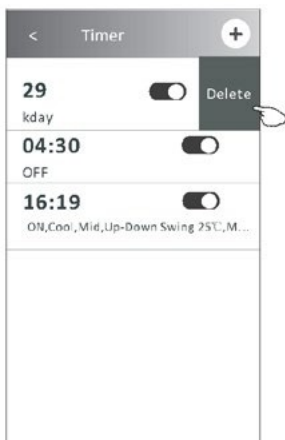 < Timer +
29 Delete
kday
04:30
OFF
16:19
ON,Cool,Mid,Up-Down Swing 25℃,M...